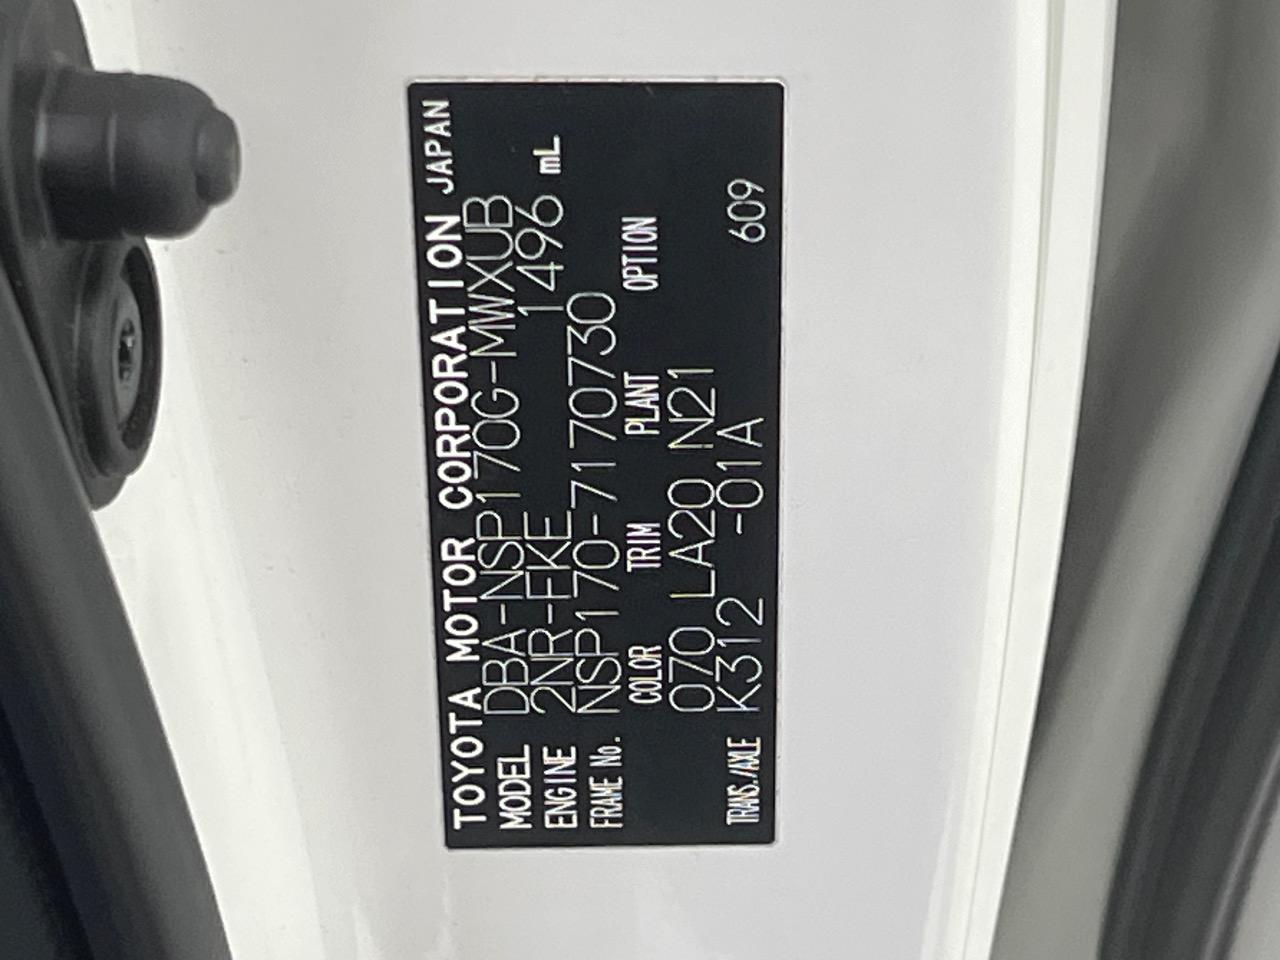 TOYOTA MOTOR CORPORATION JAPAN
MODEL DBA-NSP170G-MWXUB
ENGINE 2NR-FKE 1496 mL
FRAME No. NSP170-7170730
COLOR TRIM PLANT OPTION
070 LA20 N21
TRANS./AXLE K312 -01A 609